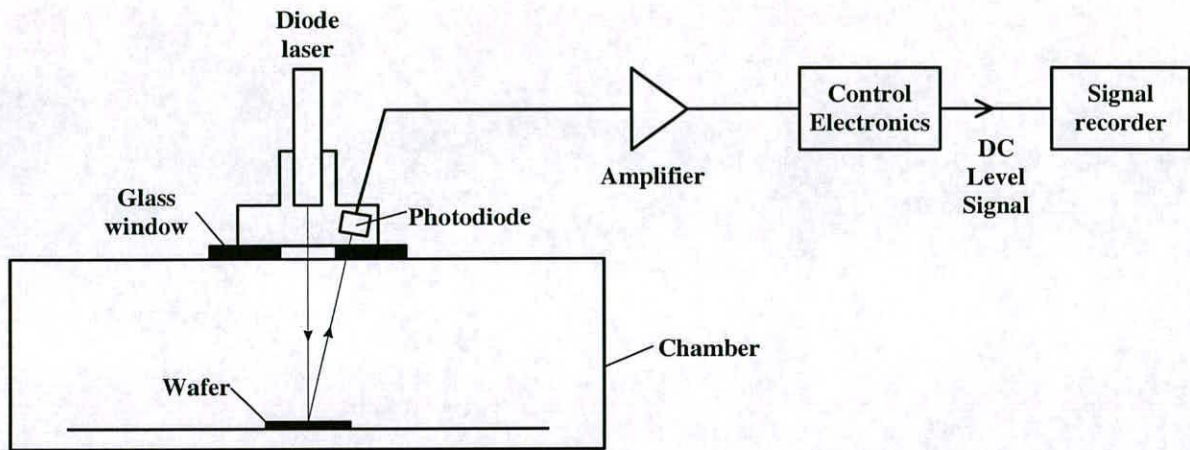 Diode
laser
Glass
window
Photodiode
Amplifier
Control
Electronics
DC
Level
Signal
Signal
recorder
Chamber
Wafer